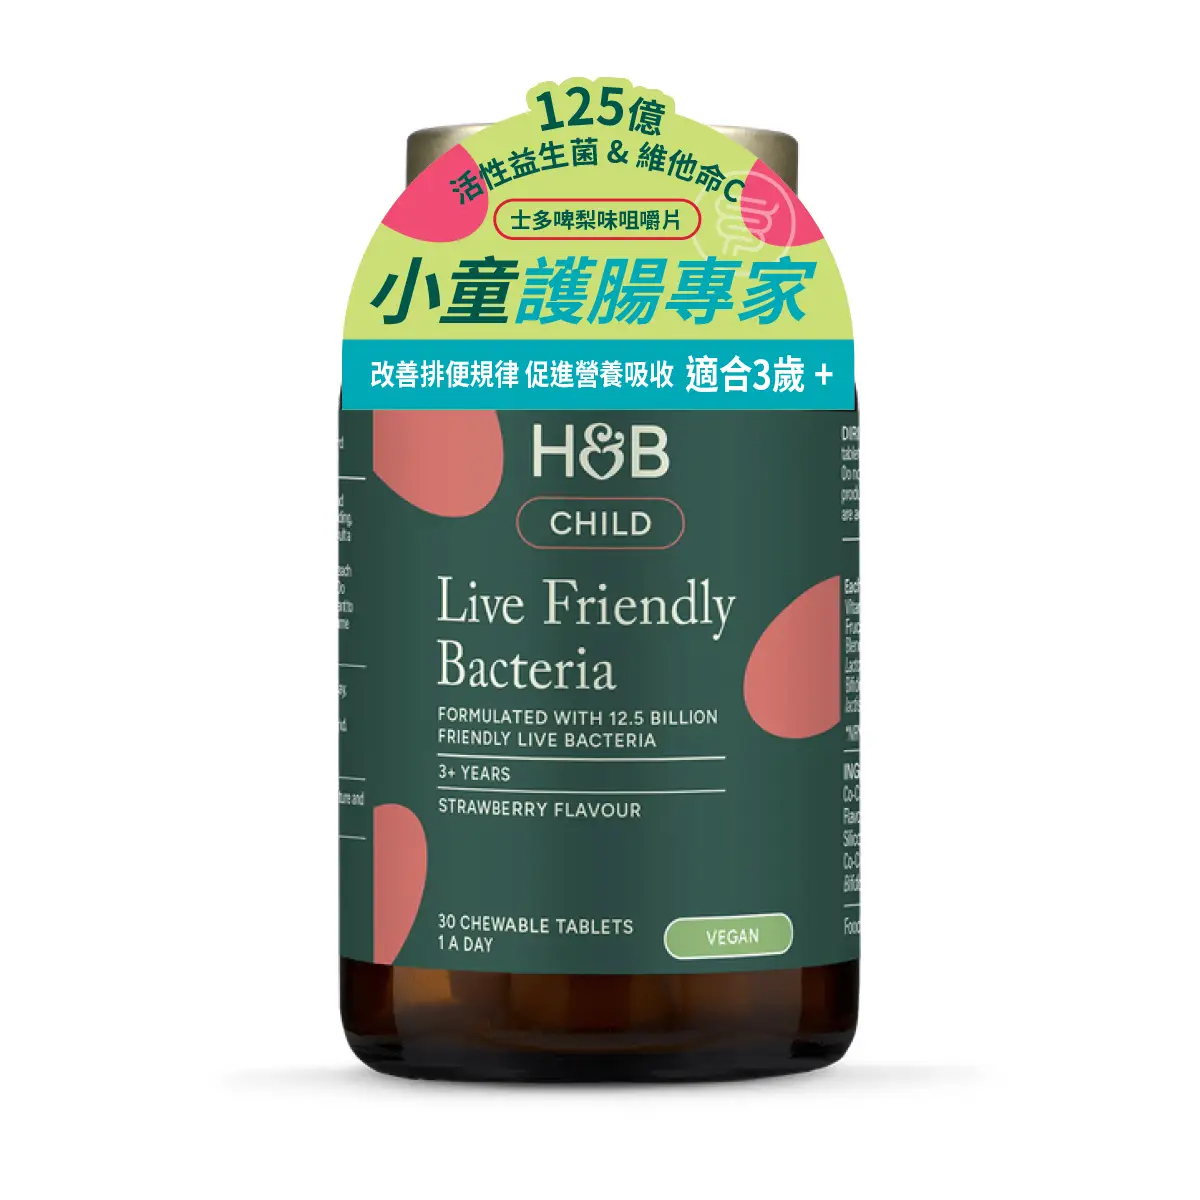 125億
活性益生菌 & 維他命C
士多啤梨味咀嚼片
小童護腸專家
改善排便規律 促進營養吸收 適合3歲 +
H&B
CHILD
Live Friendly
Bacteria
FORMULATED WITH 12.5 BILLION
FRIENDLY LIVE BACTERIA
3+ YEARS
STRAWBERRY FLAVOUR
30 CHEWABLE TABLETS
1 A DAY
VEGAN